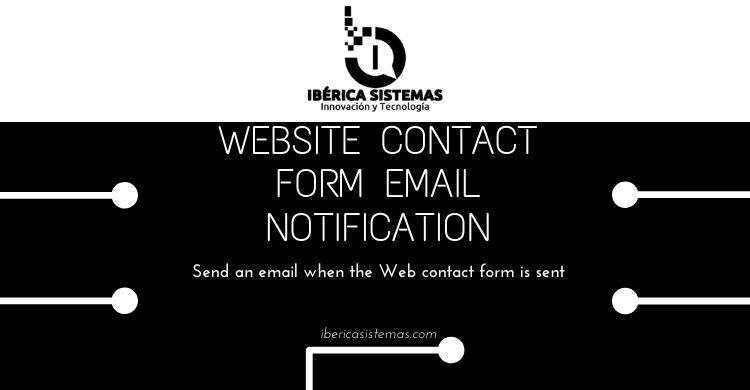 IBÉRICA SISTEMAS
Innovación y Tecnología
WEBSITE CONTACT
FORM EMAIL
NOTIFICATION
Send an email when the Web contact form is sent
ibericasistemas.com